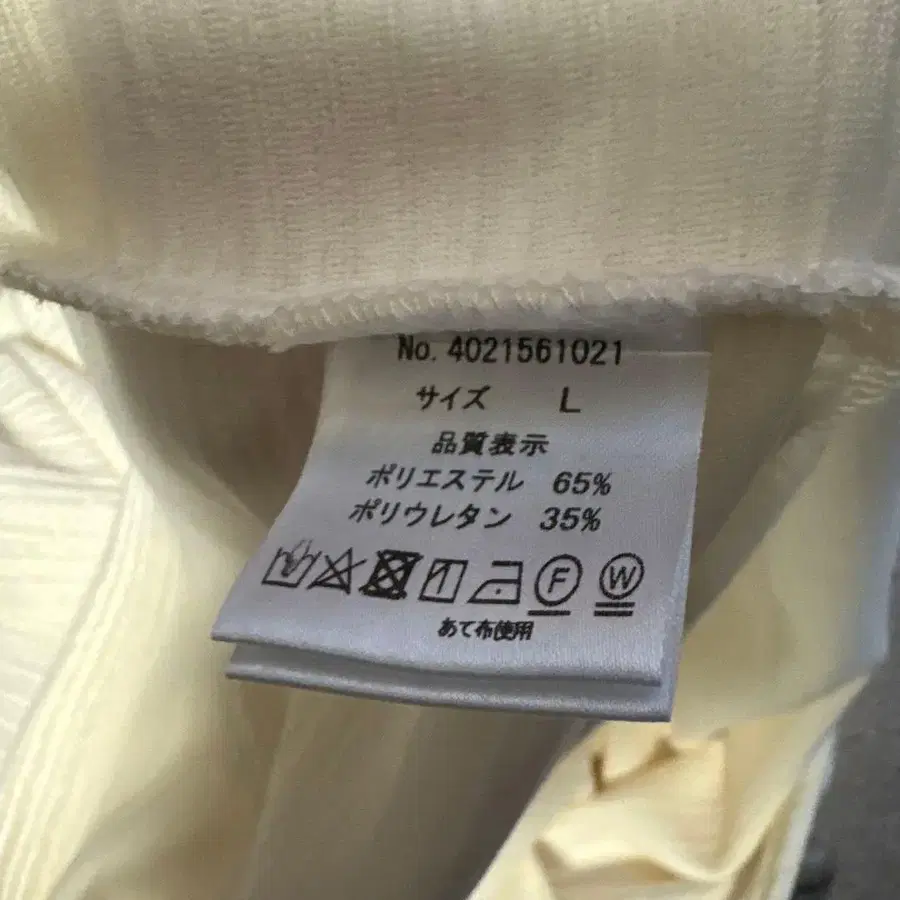 No. 4021561021
サイズ L
品質表示
ポリエステル 65%
ポリウレタン 35%
F W
あて布使用